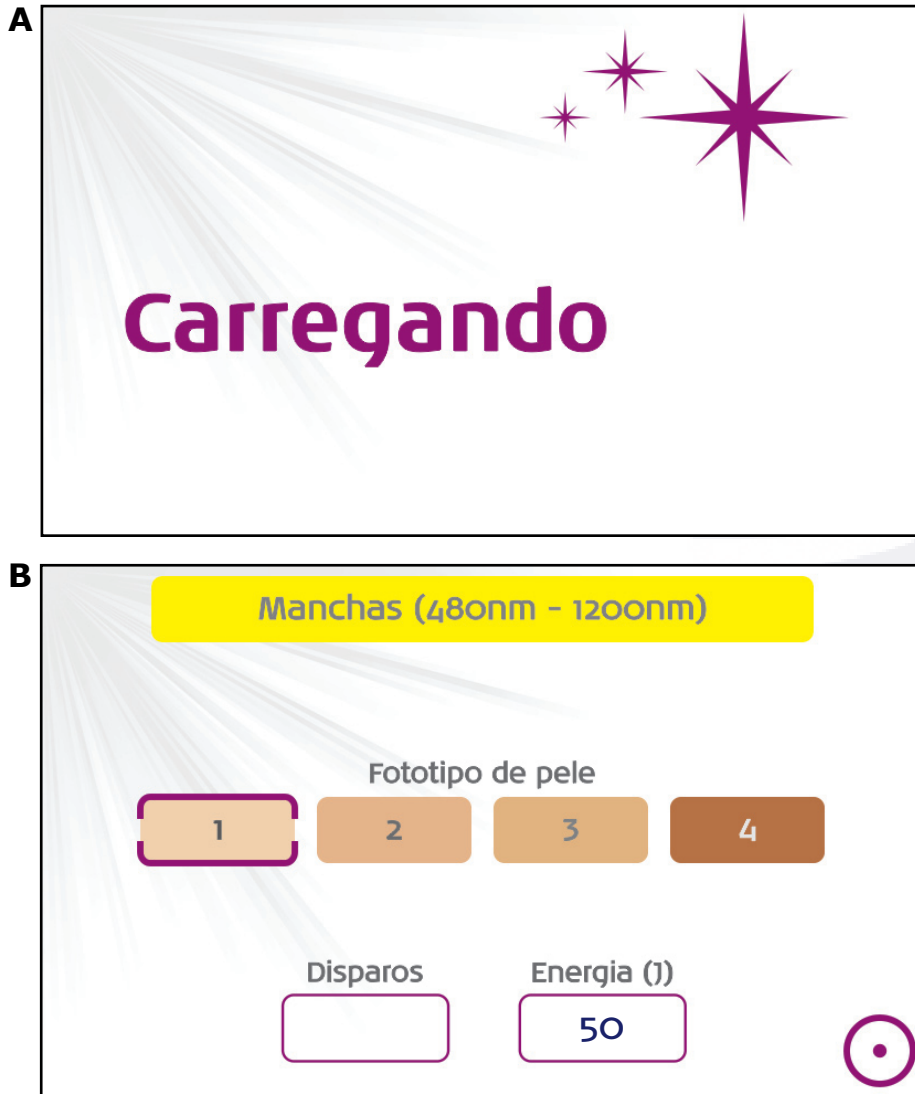 A
Carregando
B
Manchas (480nm - 1200nm)
Fototipo de pele
1 2 3 4
Disparos Energia (J)
50